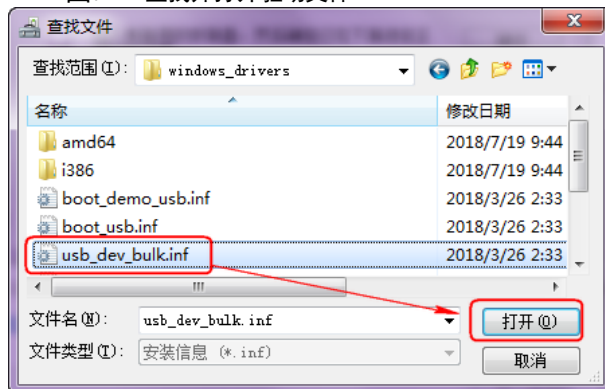 查找文件
查找范围(I): windows_drivers
名称 修改日期
amd64 2018/7/19 9:44
i386 2018/7/19 9:44
boot_demo_usb.inf 2018/3/26 2:33
boot_usb.inf 2018/3/26 2:33
usb_dev_bulk.inf 2018/3/26 2:33
文件名(N): usb_dev_bulk.inf 打开(O)
文件类型(T): 安装信息 (*.inf) 取消